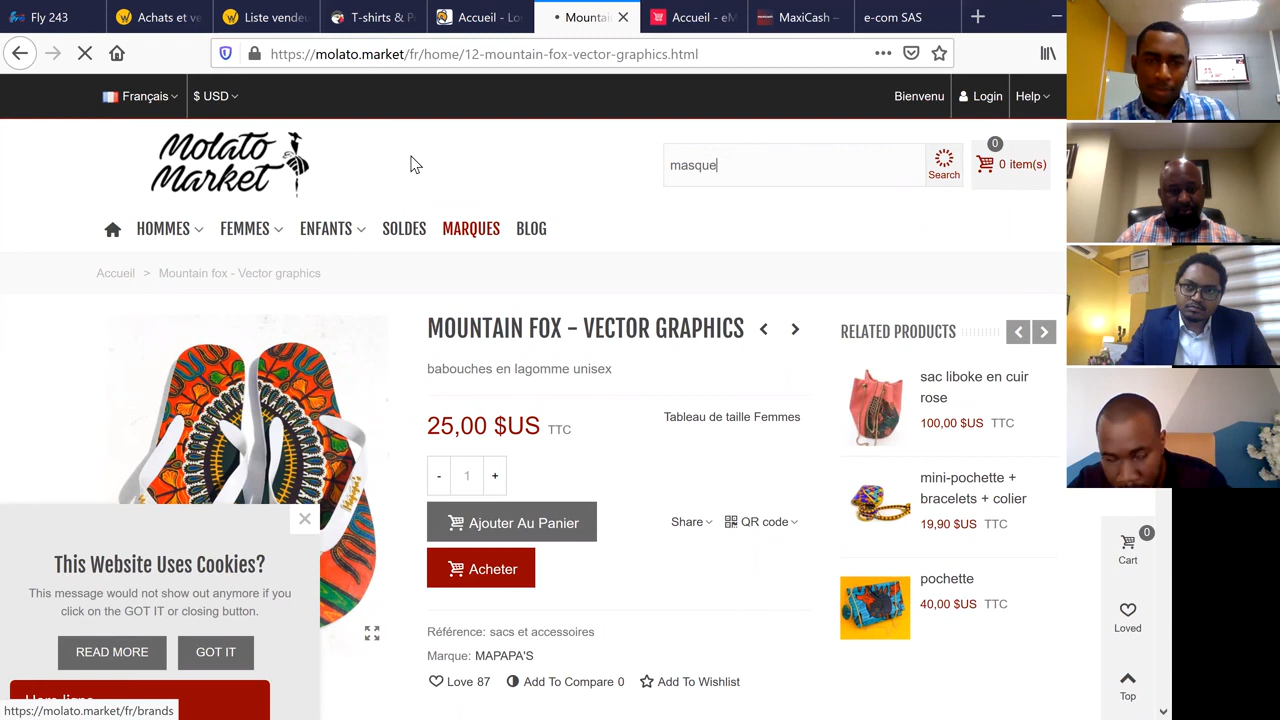 Fly 243
Achats et ve
Liste vendeu
T-shirts & P
Accueil - Lo
Mountain
Accueil - eM
MaxiCash –
e-com SAS
https://molato.market/fr/home/12-mountain-fox-vector-graphics.html
Français
$ USD
Bienvenu
Login
Help
Molato
Market
masque
Search
0
0 item(s)
HOMMES
FEMMES
ENFANTS
SOLDES
MARQUES
BLOG
Accueil > Mountain fox - Vector graphics
MOUNTAIN FOX - VECTOR GRAPHICS
babouches en lagomme unisex
25,00 $US TTC
Tableau de taille Femmes
- 1 +
Ajouter Au Panier
Share
QR code
Acheter
Référence: sacs et accessoires
Marque: MAPAPA'S
Love 87
Add To Compare 0
Add To Wishlist
RELATED PRODUCTS
sac liboke en cuir
rose
100,00 $US TTC
mini-pochette +
bracelets + colier
19,90 $US TTC
pochette
40,00 $US TTC
0
Cart
Loved
Top
This Website Uses Cookies?
This message would not show out anymore if you
click on the GOT IT or closing button.
READ MORE
GOT IT
https://molato.market/fr/brands